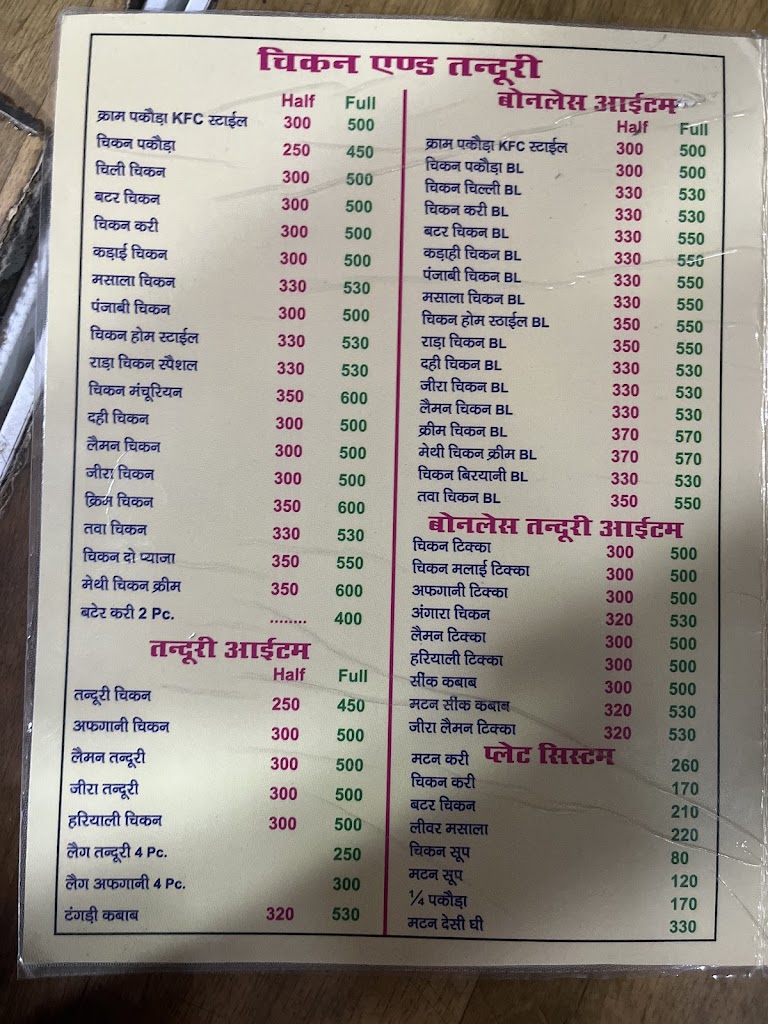 चिकन एण्ड तन्दूरी
Half Full
क्राम पकौड़ा KFC स्टाईल 300 500
चिकन पकौड़ा 250 450
चिली चिकन 300 500
बटर चिकन 300 500
चिकन करी 300 500
कड़ाई चिकन 300 500
मसाला चिकन 330 530
पंजाबी चिकन 300 500
चिकन होम स्टाईल 330 530
राड़ा चिकन स्पैशल 330 530
चिकन मंचूरियन 350 600
दही चिकन 300 500
लैमन चिकन 300 500
जीरा चिकन 300 500
क्रिम चिकन 350 600
तवा चिकन 330 530
चिकन दो प्याजा 350 550
मेथी चिकन क्रीम 350 600
बटेर करी 2 Pc. ........ 400
तन्दूरी आईटम
Half Full
तन्दूरी चिकन 250 450
अफगानी चिकन 300 500
लैमन तन्दूरी 300 500
जीरा तन्दूरी 300 500
हरियाली चिकन 300 500
लैग तन्दूरी 4 Pc. 250
लैग अफगानी 4 Pc. 300
टंगड़ी कबाब 320 530
बोनलेस आईटम
Half Full
क्राम पकौड़ा KFC स्टाईल 300 500
चिकन पकौड़ा BL 300 500
चिकन चिल्ली BL 330 530
चिकन करी BL 330 530
बटर चिकन BL 330 550
कड़ाही चिकन BL 330 550
पंजाबी चिकन BL 330 550
मसाला चिकन BL 330 550
चिकन होम स्ठाईल BL 350 550
राड़ा चिकन BL 350 550
दही चिकन BL 330 530
जीरा चिकन BL 330 530
लैमन चिकन BL 330 530
क्रीम चिकन BL 370 570
मेथी चिकन क्रीम BL 370 570
चिकन बिरयानी BL 330 530
तवा चिकन BL 350 550
बोनलेस तन्दूरी आईटम
चिकन टिक्का 300 500
चिकन मलाई टिक्का 300 500
अफगानी टिक्का 300 500
अंगारा चिकन 320 530
लैमन टिक्का 300 500
हरियाली टिक्का 300 500
सींक कबाब 300 500
मटन सींक कबाब 320 530
जीरा लैमन टिक्का 320 530
प्लेट सिस्टम
मटन करी 260
चिकन करी 170
बटर चिकन 210
लीवर मसाला 220
चिकन सूप 80
मटन सूप 120
¼ पकौड़ा 170
मटन देसी घी 330